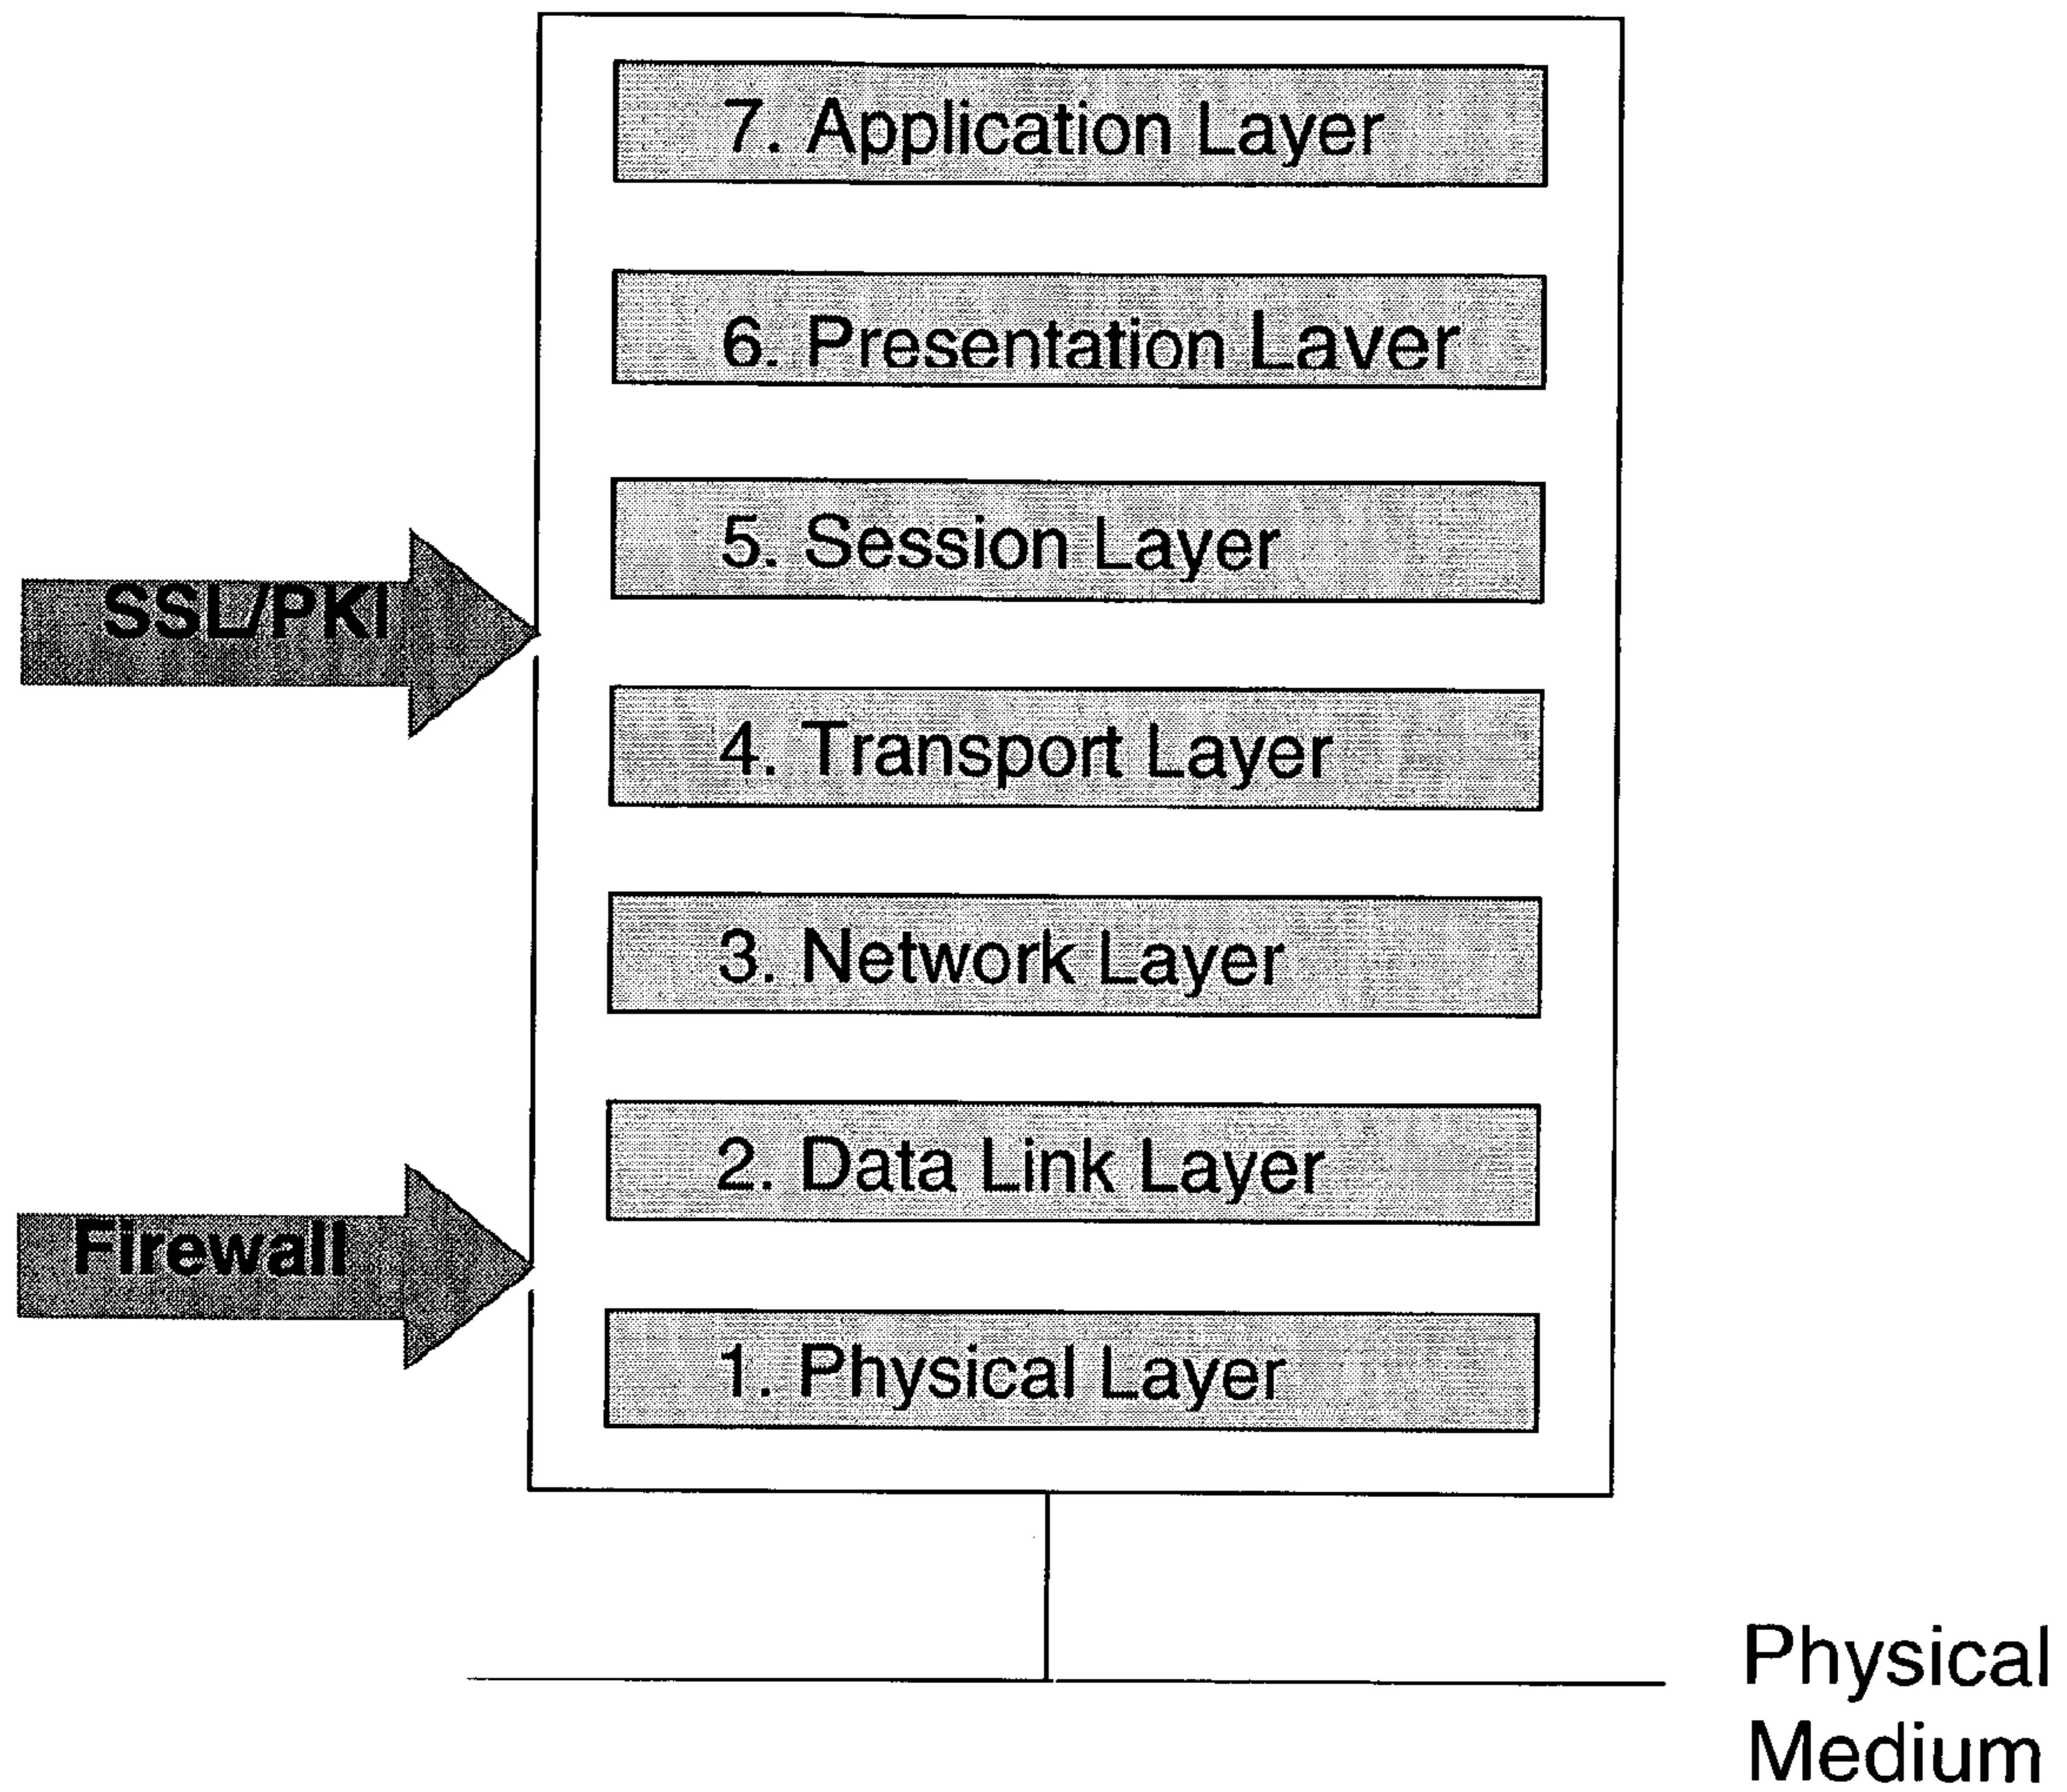 7. Application Layer
6. Presentation Layer
5. Session Layer
SSL/PKI
4. Transport Layer
3. Network Layer
2. Data Link Layer
Firewall
1. Physical Layer
Physical
Medium